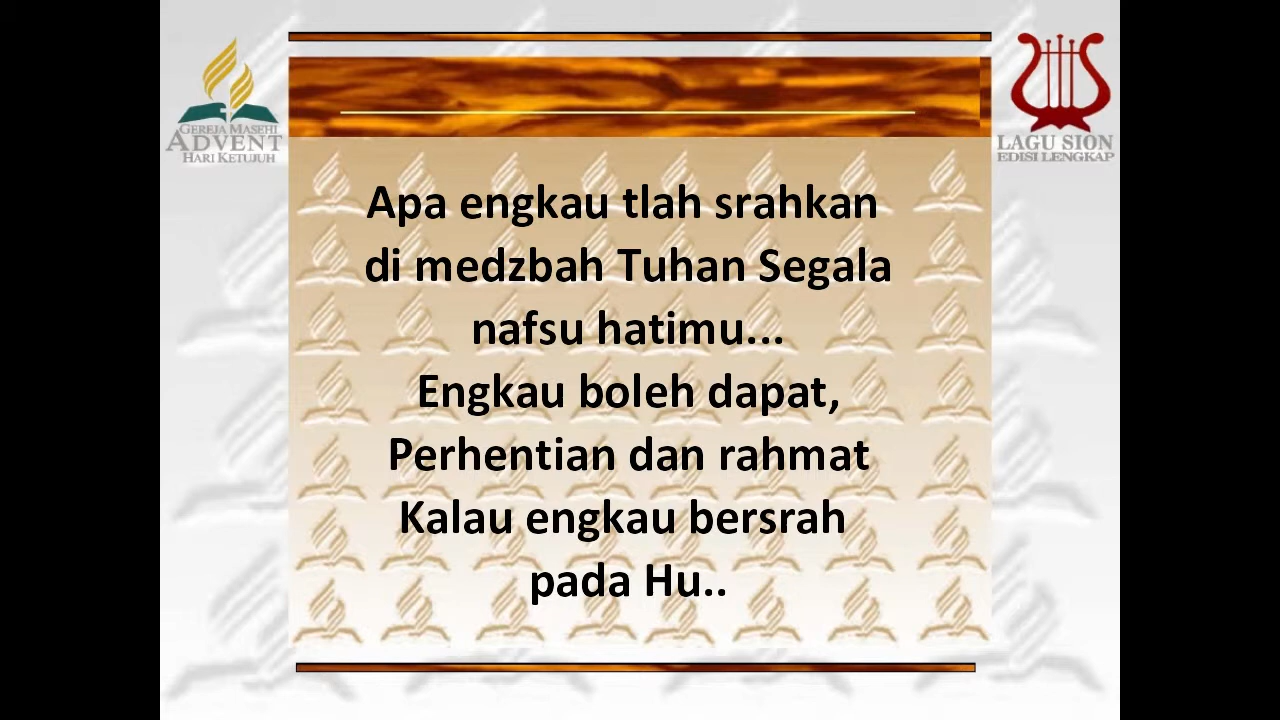 GEREJA MASEHI
ADVENT
HARI KETUJUH
LAGU SION
EDISI LENGKAP
Apa engkau tlah srahkan
di medzbah Tuhan Segala
nafsu hatimu...
Engkau boleh dapat,
Perhentian dan rahmat
Kalau engkau bersrah
pada Hu..